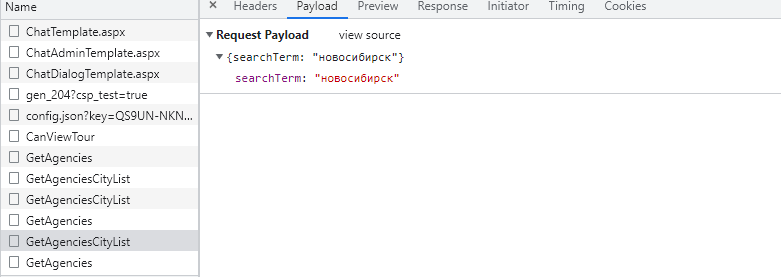 Name
ChatTemplate.aspx
ChatAdminTemplate.aspx
ChatDialogTemplate.aspx
gen_204?csp_test=true
config.json?key=QS9UN-NKN...
CanViewTour
GetAgencies
GetAgenciesCityList
GetAgenciesCityList
GetAgencies
GetAgenciesCityList
GetAgencies
× Headers Payload Preview Response Initiator Timing Cookies
▼ Request Payload view source
▼ {searchTerm: "новосибирск"}
searchTerm: "новосибирск"